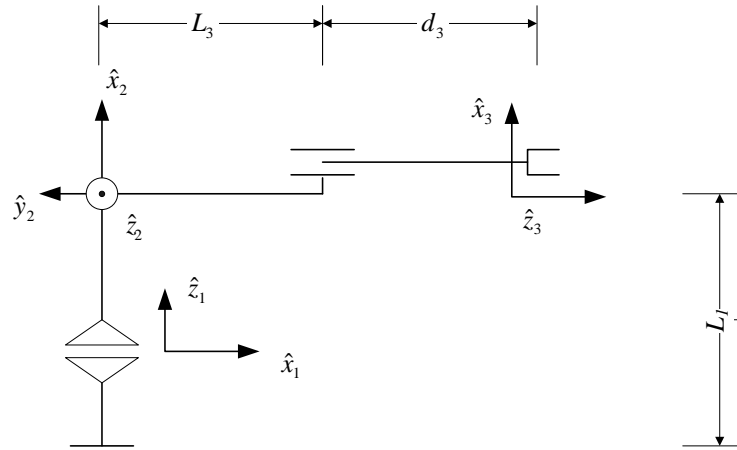 L₃
d₃
x̂₂
x̂₃
ŷ₂
ẑ₂
ẑ₃
ẑ₁
x̂₁
L₁